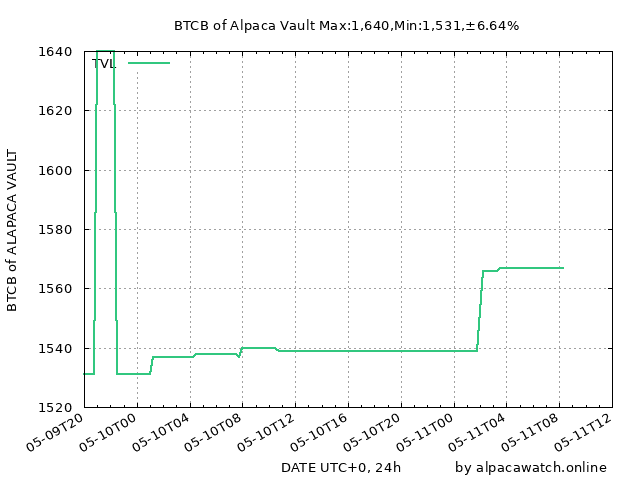 BTCB of Alpaca Vault Max:1,640,Min:1,531,±6.64%
TVL
BTCB of ALAPACA VAULT
1640
1620
1600
1580
1560
1540
1520
05-09T20
05-10T00
05-10T04
05-10T08
05-10T12
05-10T16
05-10T20
05-11T00
05-11T04
05-11T08
05-11T12
DATE UTC+0, 24h
by alpacawatch.online